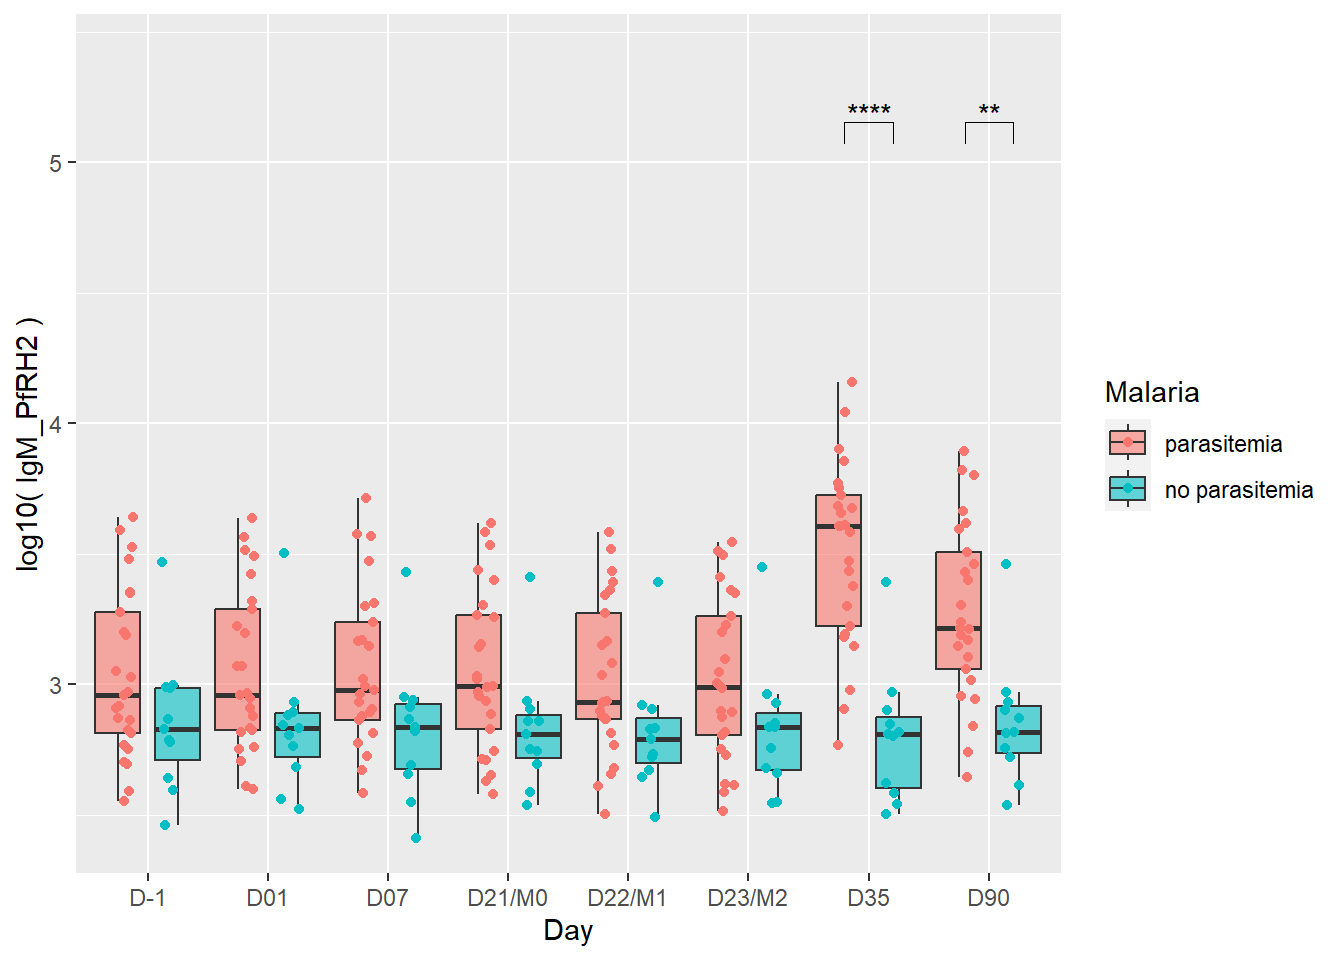 **** **
5
4
3
log10( IgM_PfRH2 )
D-1 D01 D07 D21/M0 D22/M1 D23/M2 D35 D90
Day
Malaria
parasitemia
no parasitemia